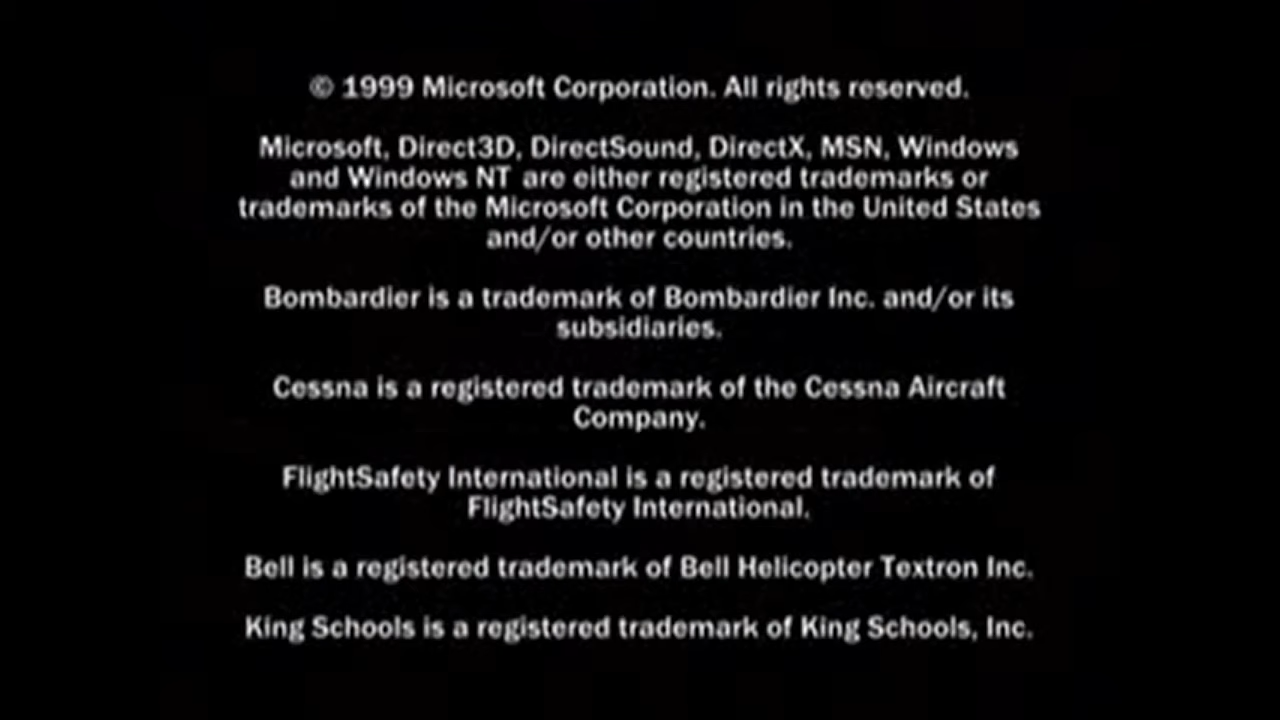 © 1999 Microsoft Corporation. All rights reserved.
Microsoft, Direct3D, DirectSound, DirectX, MSN, Windows
and Windows NT are either registered trademarks or
trademarks of the Microsoft Corporation in the United States
and/or other countries.
Bombardier is a trademark of Bombardier Inc. and/or its
subsidiaries.
Cessna is a registered trademark of the Cessna Aircraft
Company.
FlightSafety International is a registered trademark of
FlightSafety International.
Bell is a registered trademark of Bell Helicopter Textron Inc.
King Schools is a registered trademark of King Schools, Inc.